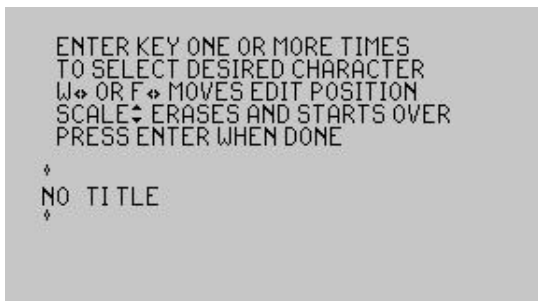 ENTER KEY ONE OR MORE TIMES
TO SELECT DESIRED CHARACTER
W⇔ OR F⇔ MOVES EDIT POSITION
SCALE⇕ ERASES AND STARTS OVER
PRESS ENTER WHEN DONE
NO TITLE